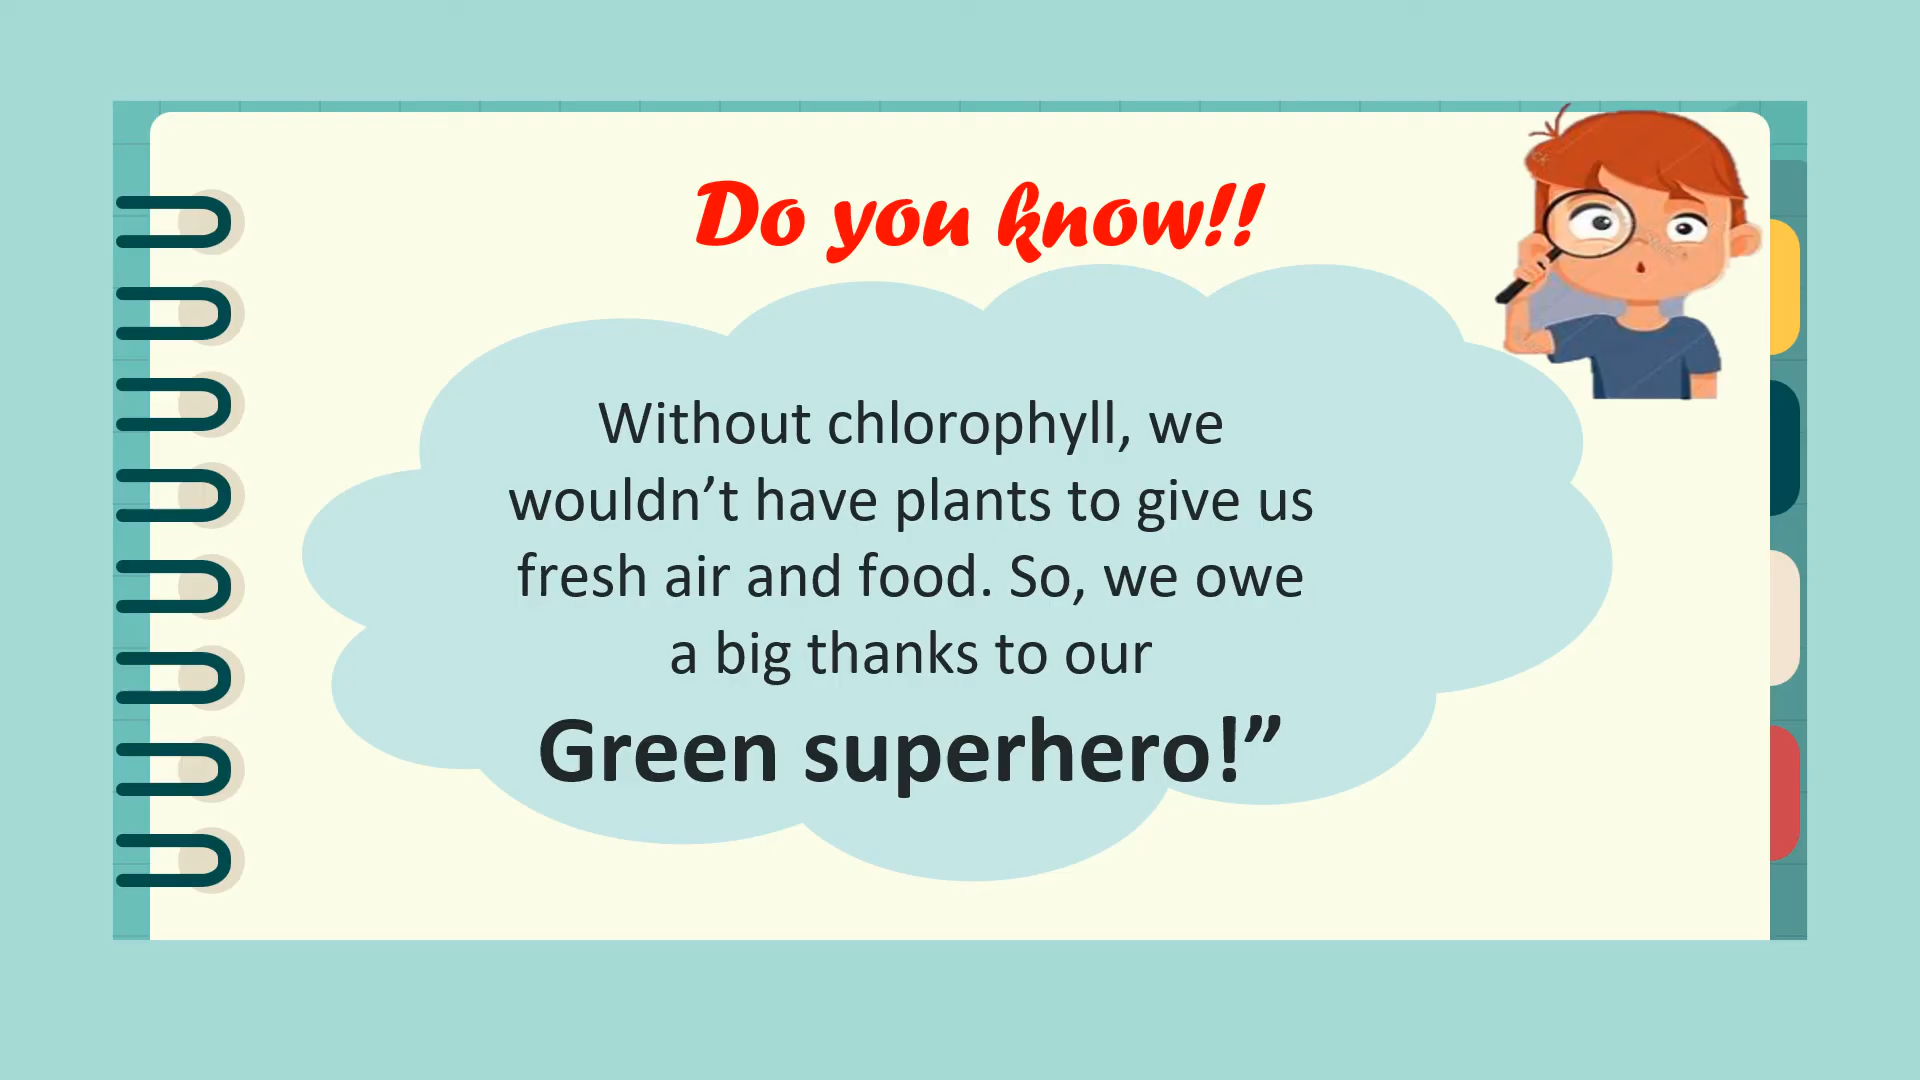 Do you know!!
Without chlorophyll, we
wouldn’t have plants to give us
fresh air and food. So, we owe
a big thanks to our
Green superhero!”